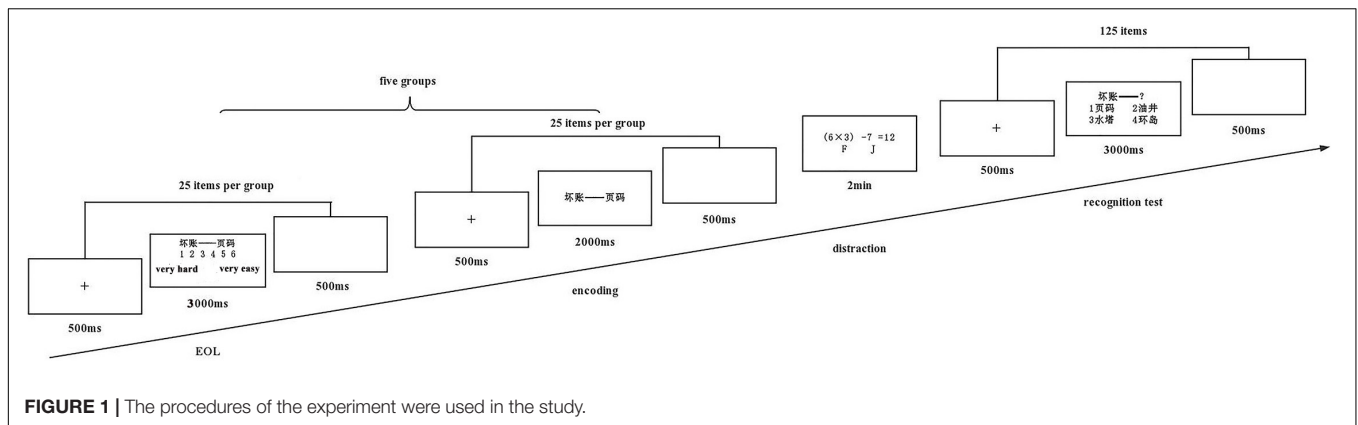 five groups
25 items per group
+
500ms
坏账——页码
1 2 3 4 5 6
very hard very easy
3000ms
500ms
EOL
25 items per group
+
500ms
坏账——页码
2000ms
500ms
encoding
(6×3) -7 =12
F J
2min
distraction
125 items
+
500ms
坏账——?
1页码 2油井
3水塔 4环岛
3000ms
500ms
recognition test
FIGURE 1 | The procedures of the experiment were used in the study.